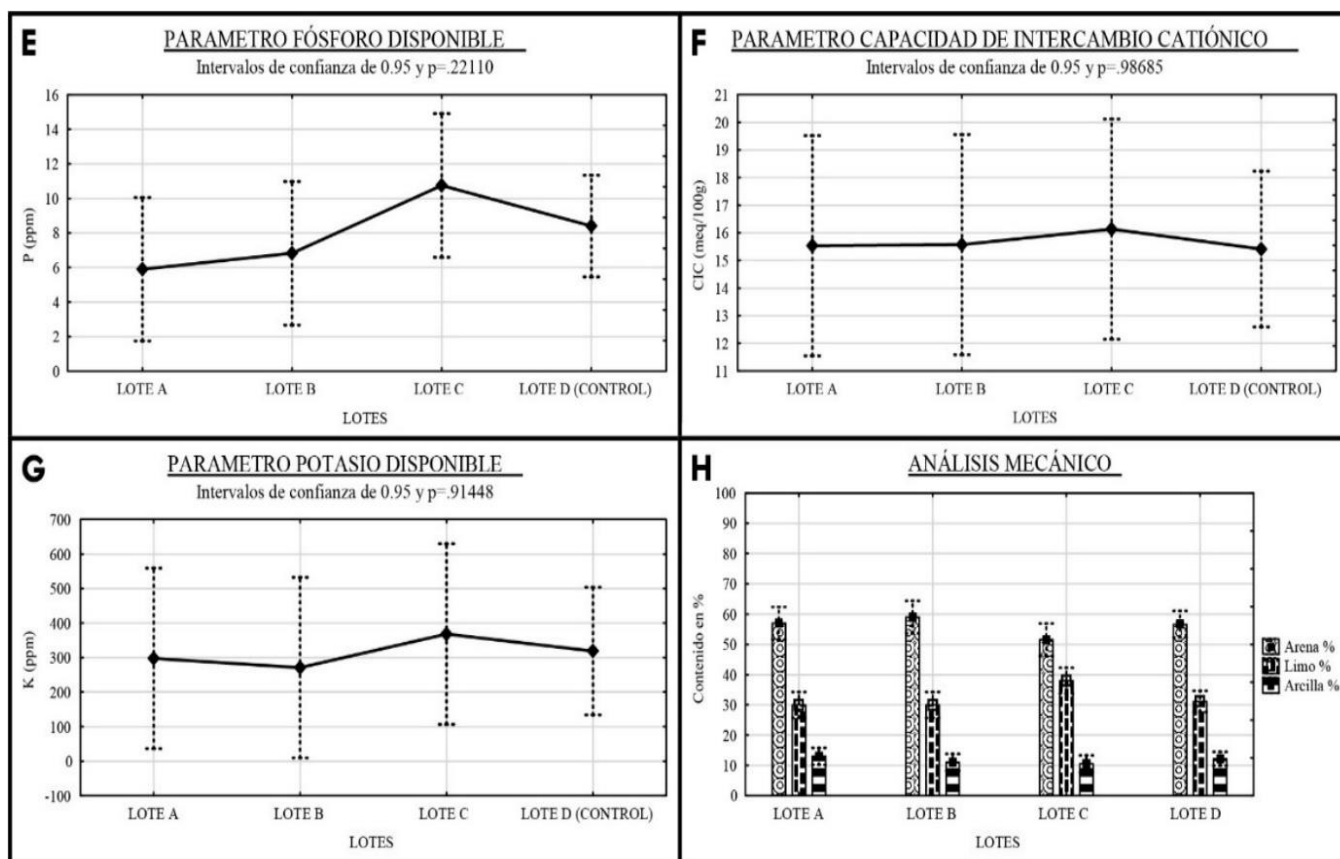 E
PARAMETRO FÓSFORO DISPONIBLE
Intervalos de confianza de 0.95 y p=.22110
P (ppm)
16
14
12
10
8
6
4
2
0
LOTE A
LOTE B
LOTE C
LOTE D (CONTROL)
LOTES
F
PARAMETRO CAPACIDAD DE INTERCAMBIO CATIÓNICO
Intervalos de confianza de 0.95 y p=.98685
CIC (meq/100g)
21
20
19
18
17
16
15
14
13
12
11
LOTE A
LOTE B
LOTE C
LOTE D (CONTROL)
LOTES
G
PARAMETRO POTASIO DISPONIBLE
Intervalos de confianza de 0.95 y p=.91448
K (ppm)
700
600
500
400
300
200
100
0
-100
LOTE A
LOTE B
LOTE C
LOTE D (CONTROL)
LOTES
H
ANÁLISIS MECÁNICO
Contenido en %
100
90
80
70
60
50
40
30
20
10
0
LOTE A
LOTE B
LOTE C
LOTE D
LOTES
Arena %
Limo %
Arcilla %